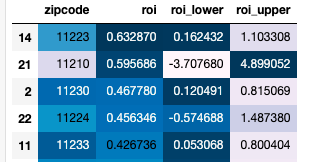 zipcode roi roi_lower roi_upper
14 11223 0.632870 0.162432 1.103308
21 11210 0.595686 -3.707680 4.899052
2 11230 0.467780 0.120491 0.815069
22 11224 0.456346 -0.574688 1.487380
11 11233 0.426736 0.053068 0.800404